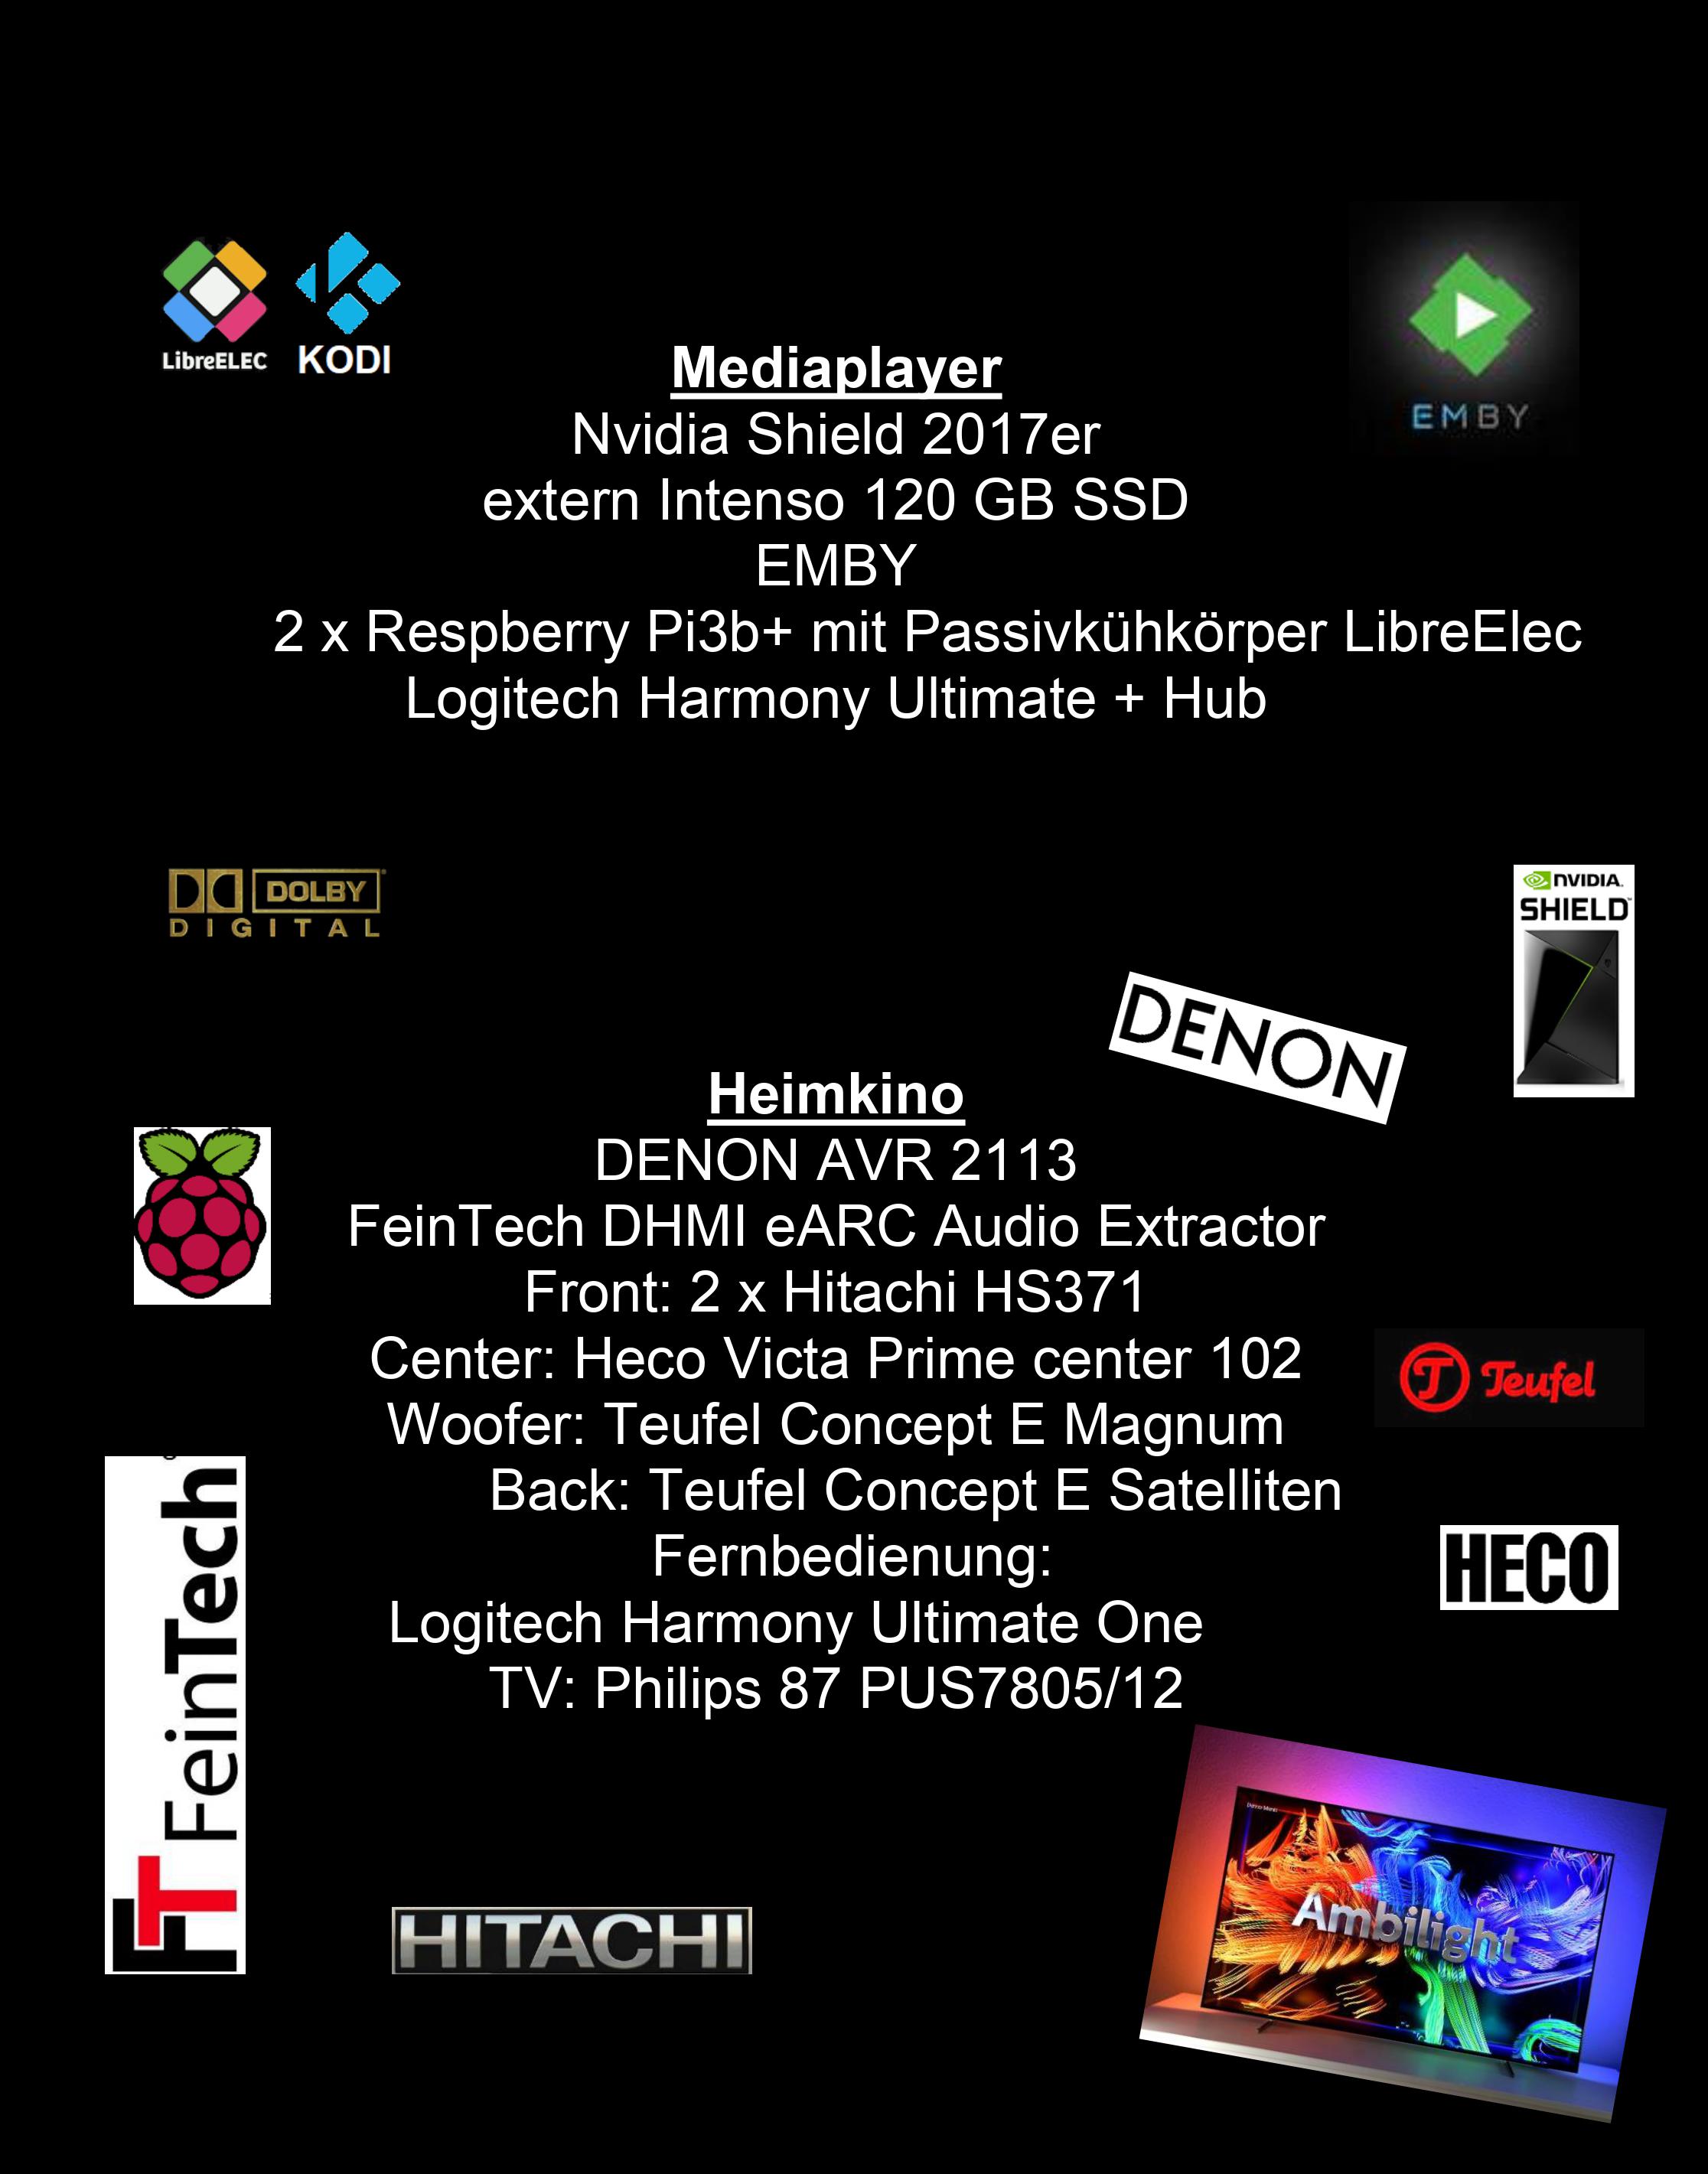 LibreELEC
KODI
EMBY
Mediaplayer
Nvidia Shield 2017er
extern Intenso 120 GB SSD
EMBY
2 x Respberry Pi3b+ mit Passivkühkörper LibreElec
Logitech Harmony Ultimate + Hub
DOLBY
DIGITAL
NVIDIA.
SHIELD
DENON
Heimkino
DENON AVR 2113
FeinTech DHMI eARC Audio Extractor
Front: 2 x Hitachi HS371
Center: Heco Victa Prime center 102
Woofer: Teufel Concept E Magnum
Back: Teufel Concept E Satelliten
Fernbedienung:
Logitech Harmony Ultimate One
TV: Philips 87 PUS7805/12
T Teufel
HECO
FT FeinTech
HITACHI
Ambilight